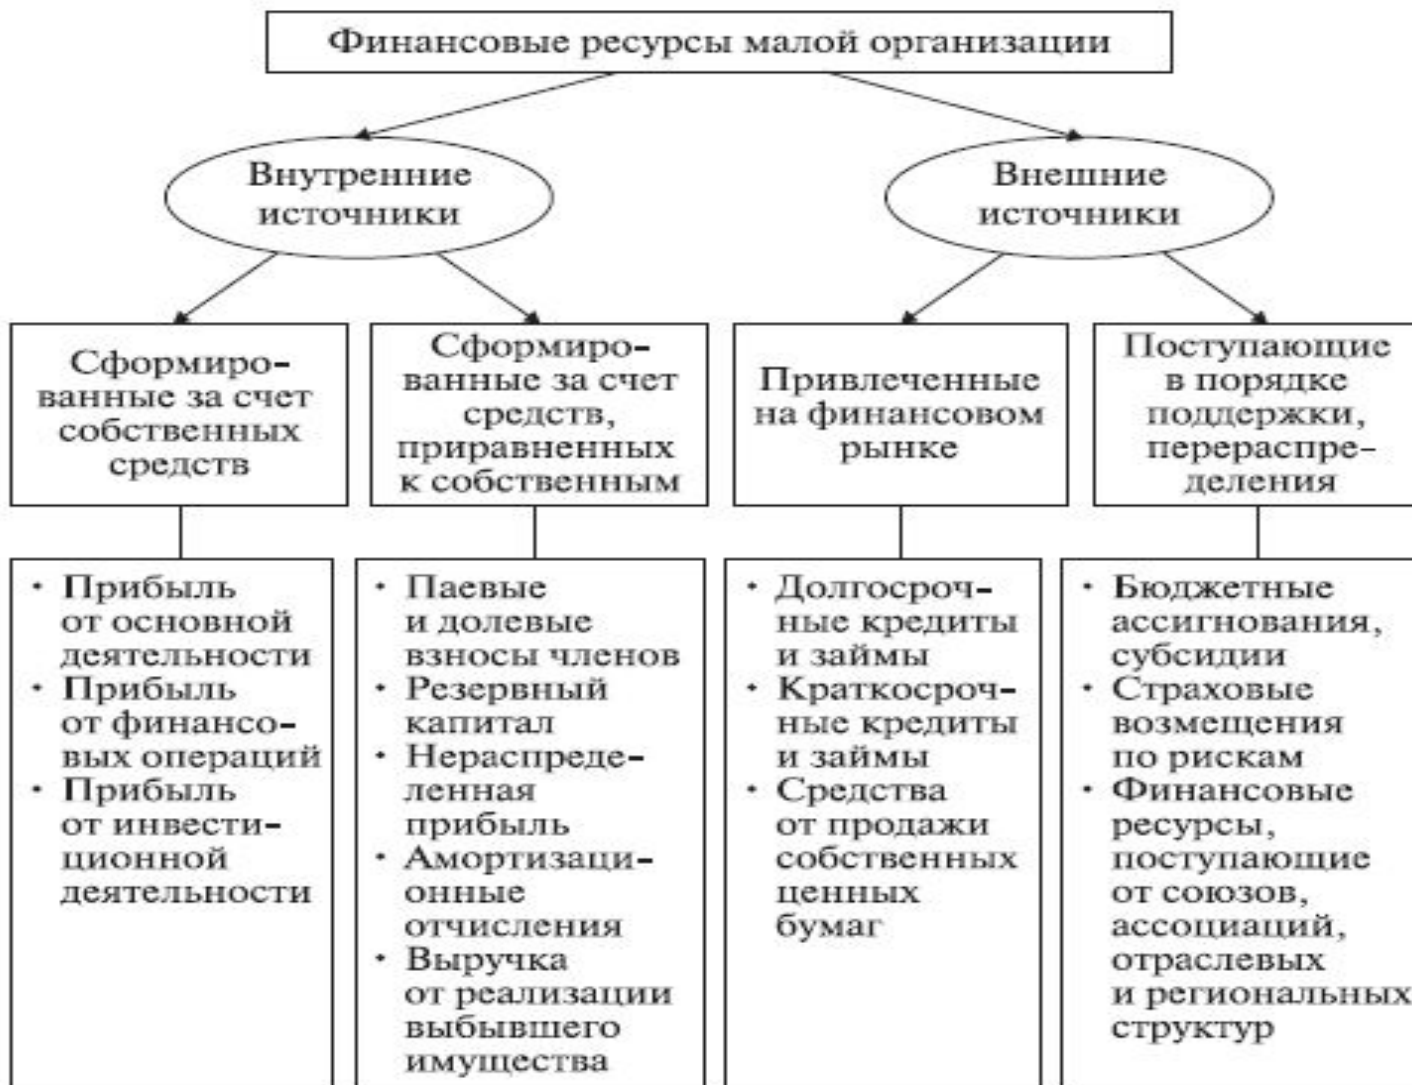 Финансовые ресурсы малой организации
Внутренние
источники
Внешние
источники
Сформиро-
ванные за счет
собственных
средств
Сформиро-
ванные за счет
средств,
приравненных
к собственным
Привлеченные
на финансовом
рынке
Поступающие
в порядке
поддержки,
перераспре-
деления
• Прибыль
от основной
деятельности
• Прибыль
от финансо-
вых операций
• Прибыль
от инвести-
ционной
деятельности
• Паевые
и долевые
взносы членов
• Резервный
капитал
• Нераспреде-
ленная
прибыль
• Амортизаци-
онные
отчисления
• Выручка
от реализации
выбывшего
имущества
• Долгосроч-
ные кредиты
и займы
• Краткосроч-
ные кредиты
и займы
• Средства
от продажи
собственных
ценных
бумаг
• Бюджетные
ассигнования,
субсидии
• Страховые
возмещения
по рискам
• Финансовые
ресурсы,
поступающие
от союзов,
ассоциаций,
отраслевых
и региональных
структур